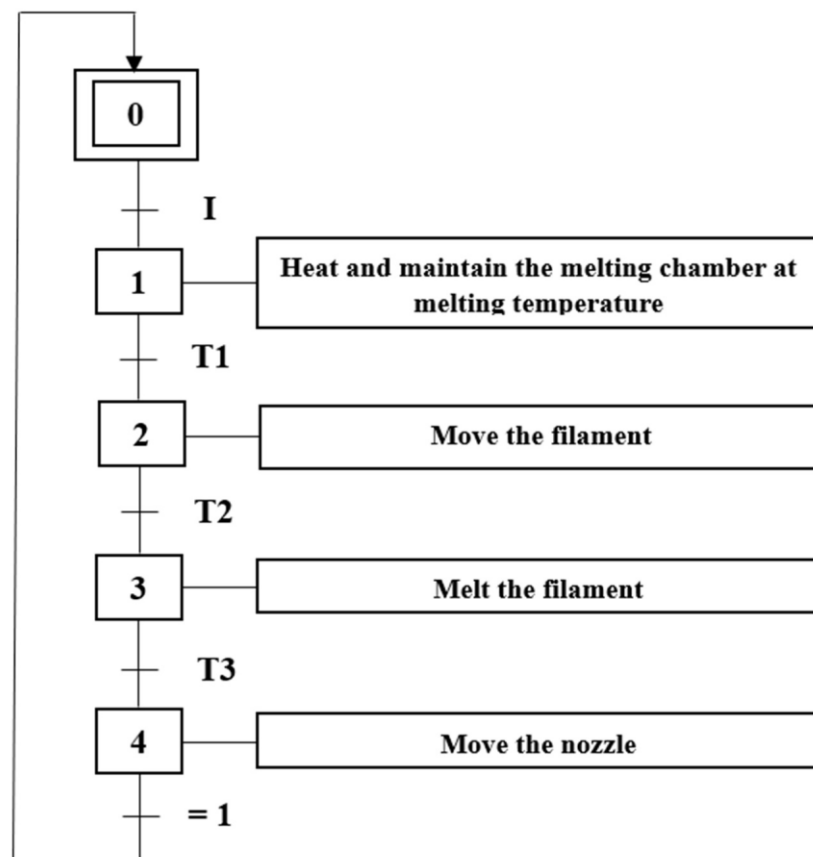 0
I
1
Heat and maintain the melting chamber at
melting temperature
T1
2
Move the filament
T2
3
Melt the filament
T3
4
Move the nozzle
= 1